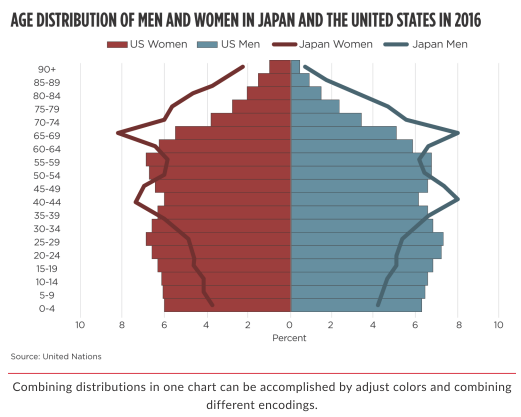 AGE DISTRIBUTION OF MEN AND WOMEN IN JAPAN AND THE UNITED STATES IN 2016
US Women US Men Japan Women Japan Men
90+
85-89
80-84
75-79
70-74
65-69
60-64
55-59
50-54
45-49
40-44
35-39
30-34
25-29
20-24
15-19
10-14
5-9
0-4
10 8 6 4 2 0 2 4 6 8 10
Percent
Source: United Nations
Combining distributions in one chart can be accomplished by adjust colors and combining
different encodings.